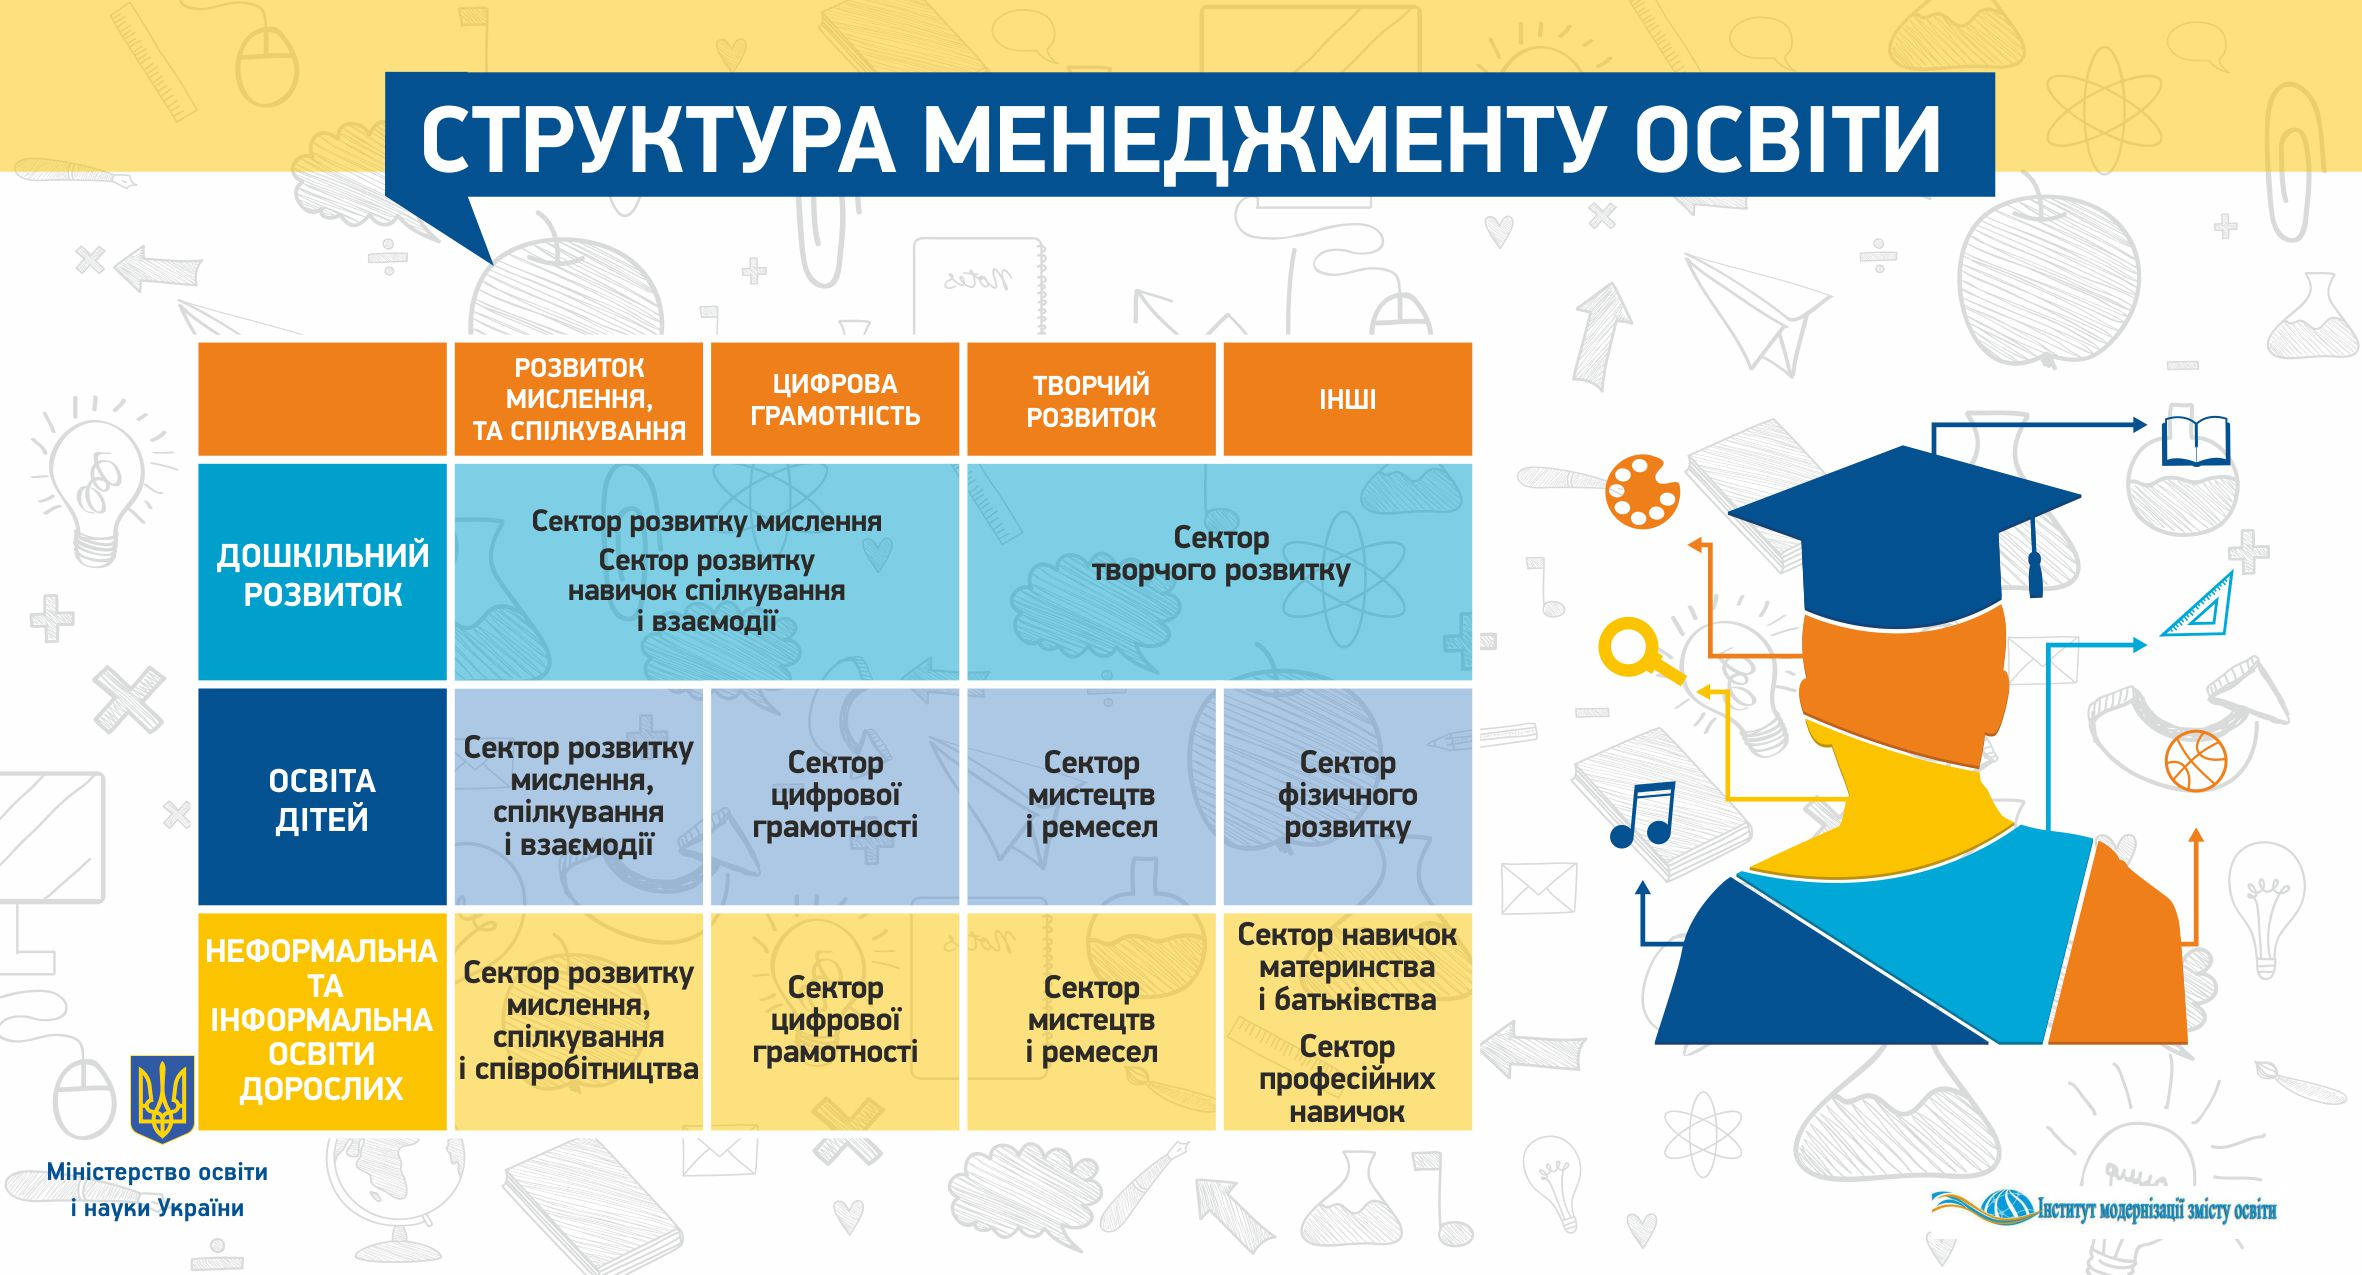 СТРУКТУРА МЕНЕДЖМЕНТУ ОСВІТИ
Notes
РОЗВИТОК
МИСЛЕННЯ,
ТА СПІЛКУВАННЯ
ЦИФРОВА
ГРАМОТНІСТЬ
ТВОРЧИЙ
РОЗВИТОК
ІНШІ
ДОШКІЛЬНИЙ
РОЗВИТОК
Сектор розвитку мислення
Сектор розвитку
навичок спілкування
і взаємодії
Сектор
творчого розвитку
ОСВІТА
ДІТЕЙ
Сектор розвитку
мислення,
спілкування
і взаємодії
Сектор
цифрової
грамотності
Сектор
мистецтв
і ремесел
Сектор
фізичного
розвитку
НЕФОРМАЛЬНА
ТА
ІНФОРМАЛЬНА
ОСВІТИ
ДОРОСЛИХ
Сектор розвитку
мислення,
спілкування
і співробітництва
Сектор
цифрової
грамотності
Notes
Сектор
мистецтв
і ремесел
Сектор навичок
материнства
і батьківства
Сектор
професійних
навичок
Міністерство освіти
і науки України
Інститут модернізації змісту освіти